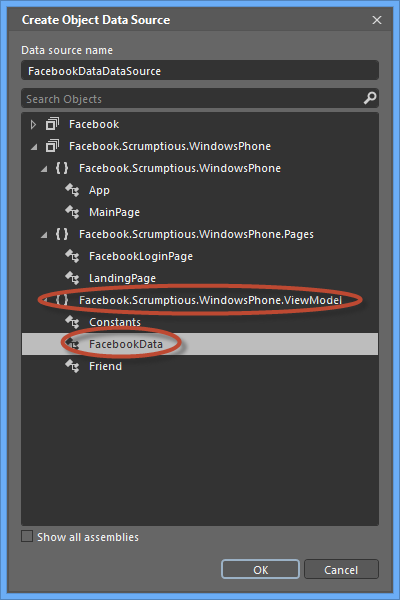 Create Object Data Source
Data source name
FacebookDataDataSource
Search Objects
Facebook
Facebook.Scrumptious.WindowsPhone
{ } Facebook.Scrumptious.WindowsPhone
App
MainPage
{ } Facebook.Scrumptious.WindowsPhone.Pages
FacebookLoginPage
LandingPage
{ } Facebook.Scrumptious.WindowsPhone.ViewModel
Constants
FacebookData
Friend
Show all assemblies
OK Cancel